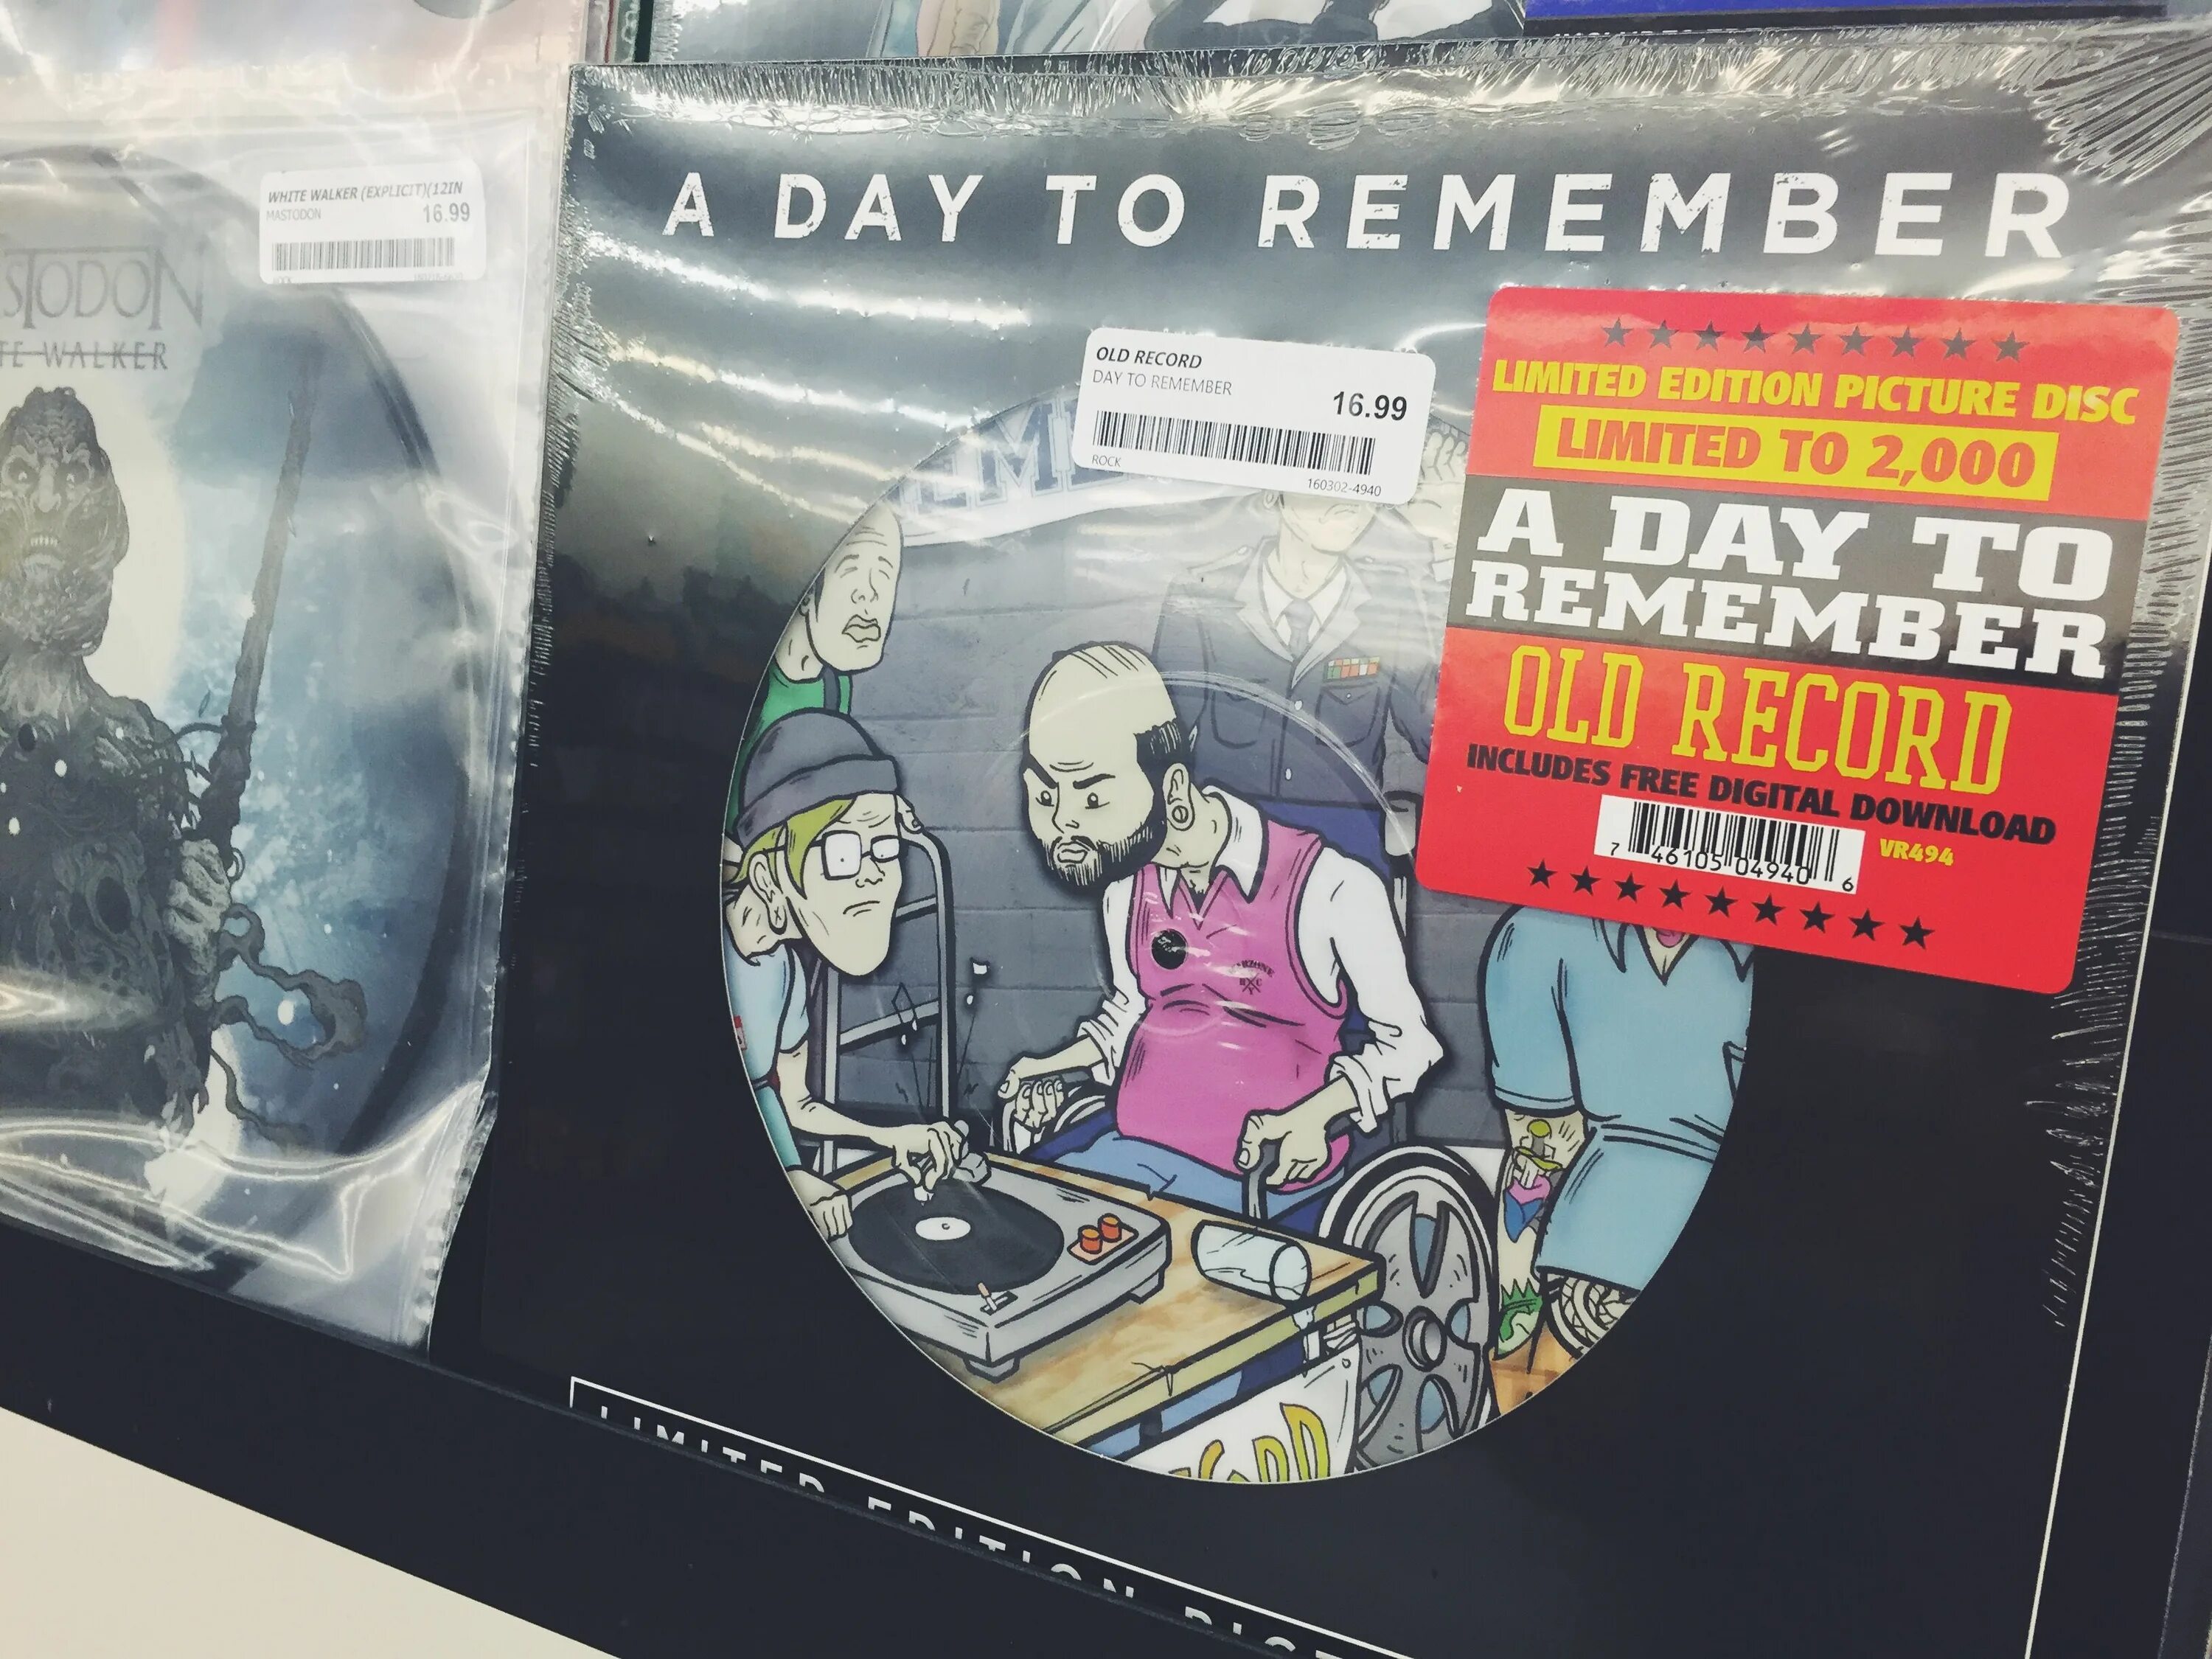 WHITE WALKER (EXPLICIT)(12IN
MASTODON 16.99
STODON
TE WALKER
A DAY TO REMEMBER
OLD RECORD
DAY TO REMEMBER
16.99
ROCK
160302-4940
LIMITED EDITION PICTURE DISC
LIMITED TO 2,000
A DAY TO
REMEMBER
OLD RECORD
INCLUDES FREE DIGITAL DOWNLOAD
VR494
7 46105 04940 6
LIMITED EDITION